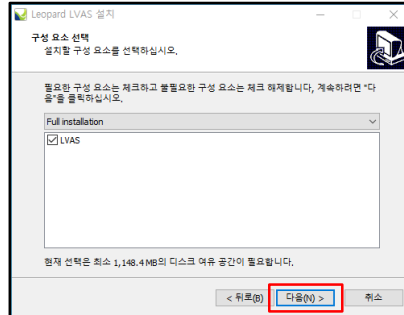 Leopard LVAS 설치
구성 요소 선택
설치할 구성 요소를 선택하십시오.
필요한 구성 요소는 체크하고 불필요한 구성 요소는 체크 해제합니다, 계속하려면 "다
음"을 클릭하십시오.
Full installation
LVAS
현재 선택은 최소 1,148.4 MB의 디스크 여유 공간이 필요합니다.
< 뒤로(B) 다음(N) > 취소